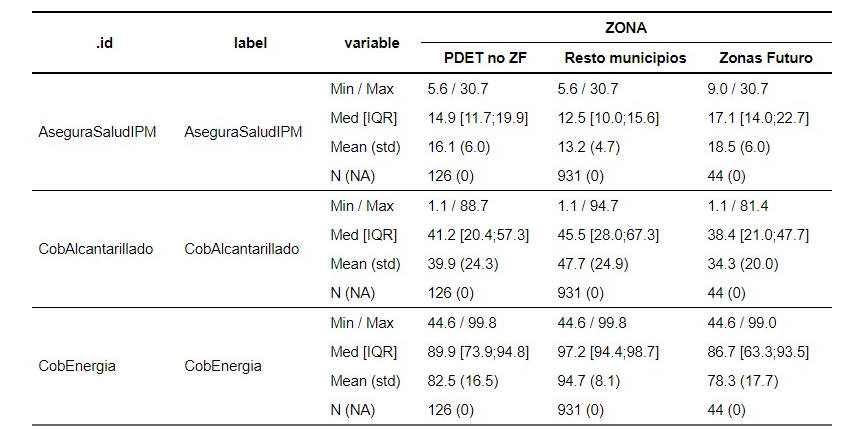 ZONA
.id label variable
PDET no ZF Resto municipios Zonas Futuro
Min / Max 5.6 / 30.7 5.6 / 30.7 9.0 / 30.7
Med [IQR] 14.9 [11.7;19.9] 12.5 [10.0;15.6] 17.1 [14.0;22.7]
AseguraSaludIPM AseguraSaludIPM
Mean (std) 16.1 (6.0) 13.2 (4.7) 18.5 (6.0)
N (NA) 126 (0) 931 (0) 44 (0)
Min / Max 1.1 / 88.7 1.1 / 94.7 1.1 / 81.4
Med [IQR] 41.2 [20.4;57.3] 45.5 [28.0;67.3] 38.4 [21.0;47.7]
CobAlcantarillado CobAlcantarillado
Mean (std) 39.9 (24.3) 47.7 (24.9) 34.3 (20.0)
N (NA) 126 (0) 931 (0) 44 (0)
Min / Max 44.6 / 99.8 44.6 / 99.8 44.6 / 99.0
Med [IQR] 89.9 [73.9;94.8] 97.2 [94.4;98.7] 86.7 [63.3;93.5]
CobEnergia CobEnergia
Mean (std) 82.5 (16.5) 94.7 (8.1) 78.3 (17.7)
N (NA) 126 (0) 931 (0) 44 (0)